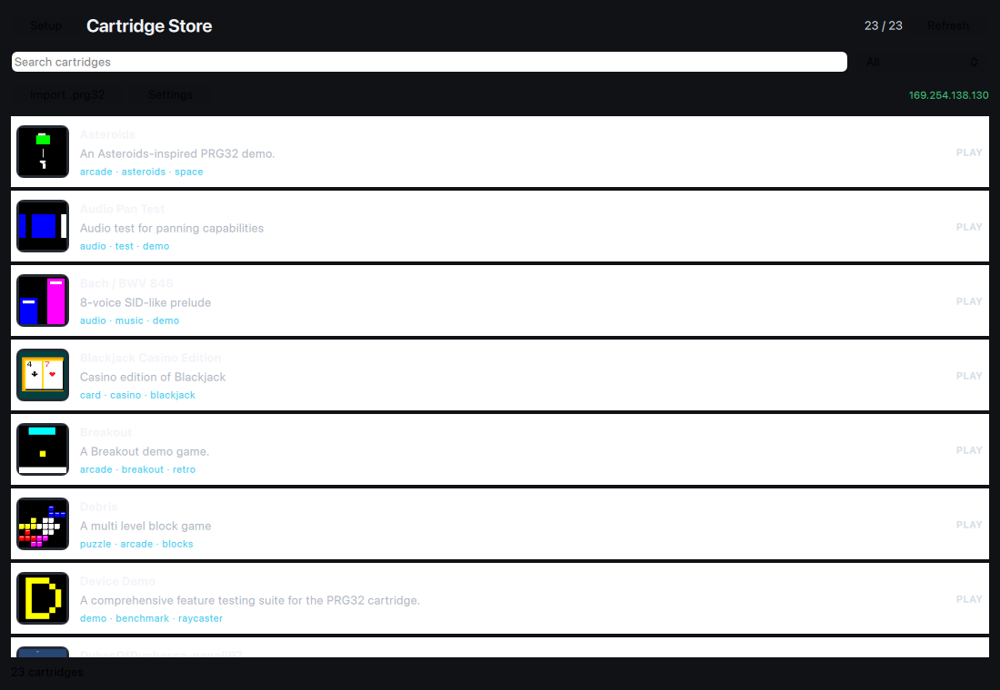 Setup Cartridge Store 23 / 23 Refresh
Search cartridges All
Import .prg32 Settings 169.254.138.130
Asteroids
An Asteroids-inspired PRG32 demo. PLAY
arcade · asteroids · space
Audio Pan Test
Audio test for panning capabilities PLAY
audio · test · demo
Bach / BWV 846
8-voice SID-like prelude PLAY
audio · music · demo
4 7
Blackjack Casino Edition
Casino edition of Blackjack PLAY
card · casino · blackjack
Breakout
A Breakout demo game. PLAY
arcade · breakout · retro
Debris
A multi level block game PLAY
puzzle · arcade · blocks
D
Device Demo
A comprehensive feature testing suite for the PRG32 cartridge. PLAY
demo · benchmark · raycaster
23 cartridges